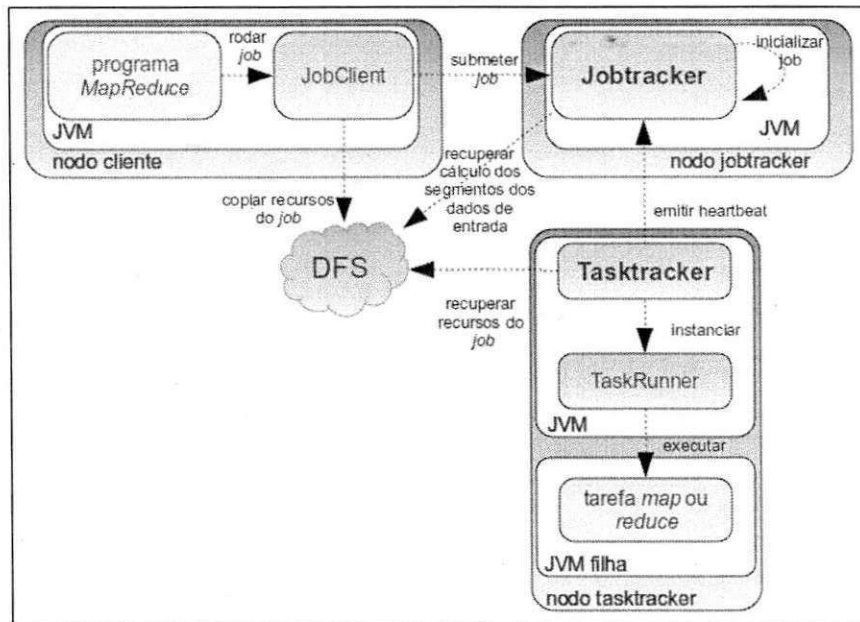 programa
MapReduce
rodar
job
JobClient
JVM
nodo cliente
submeter
job
Jobtracker
inicializar
job
JVM
nodo jobtracker
copiar recursos
do job
recuperar
cálculo dos
segmentos dos
dados de
entrada
emitir heartbeat
DFS
recuperar
recursos do
job
Tasktracker
instanciar
TaskRunner
JVM
executar
tarefa map ou
reduce
JVM filha
nodo tasktracker